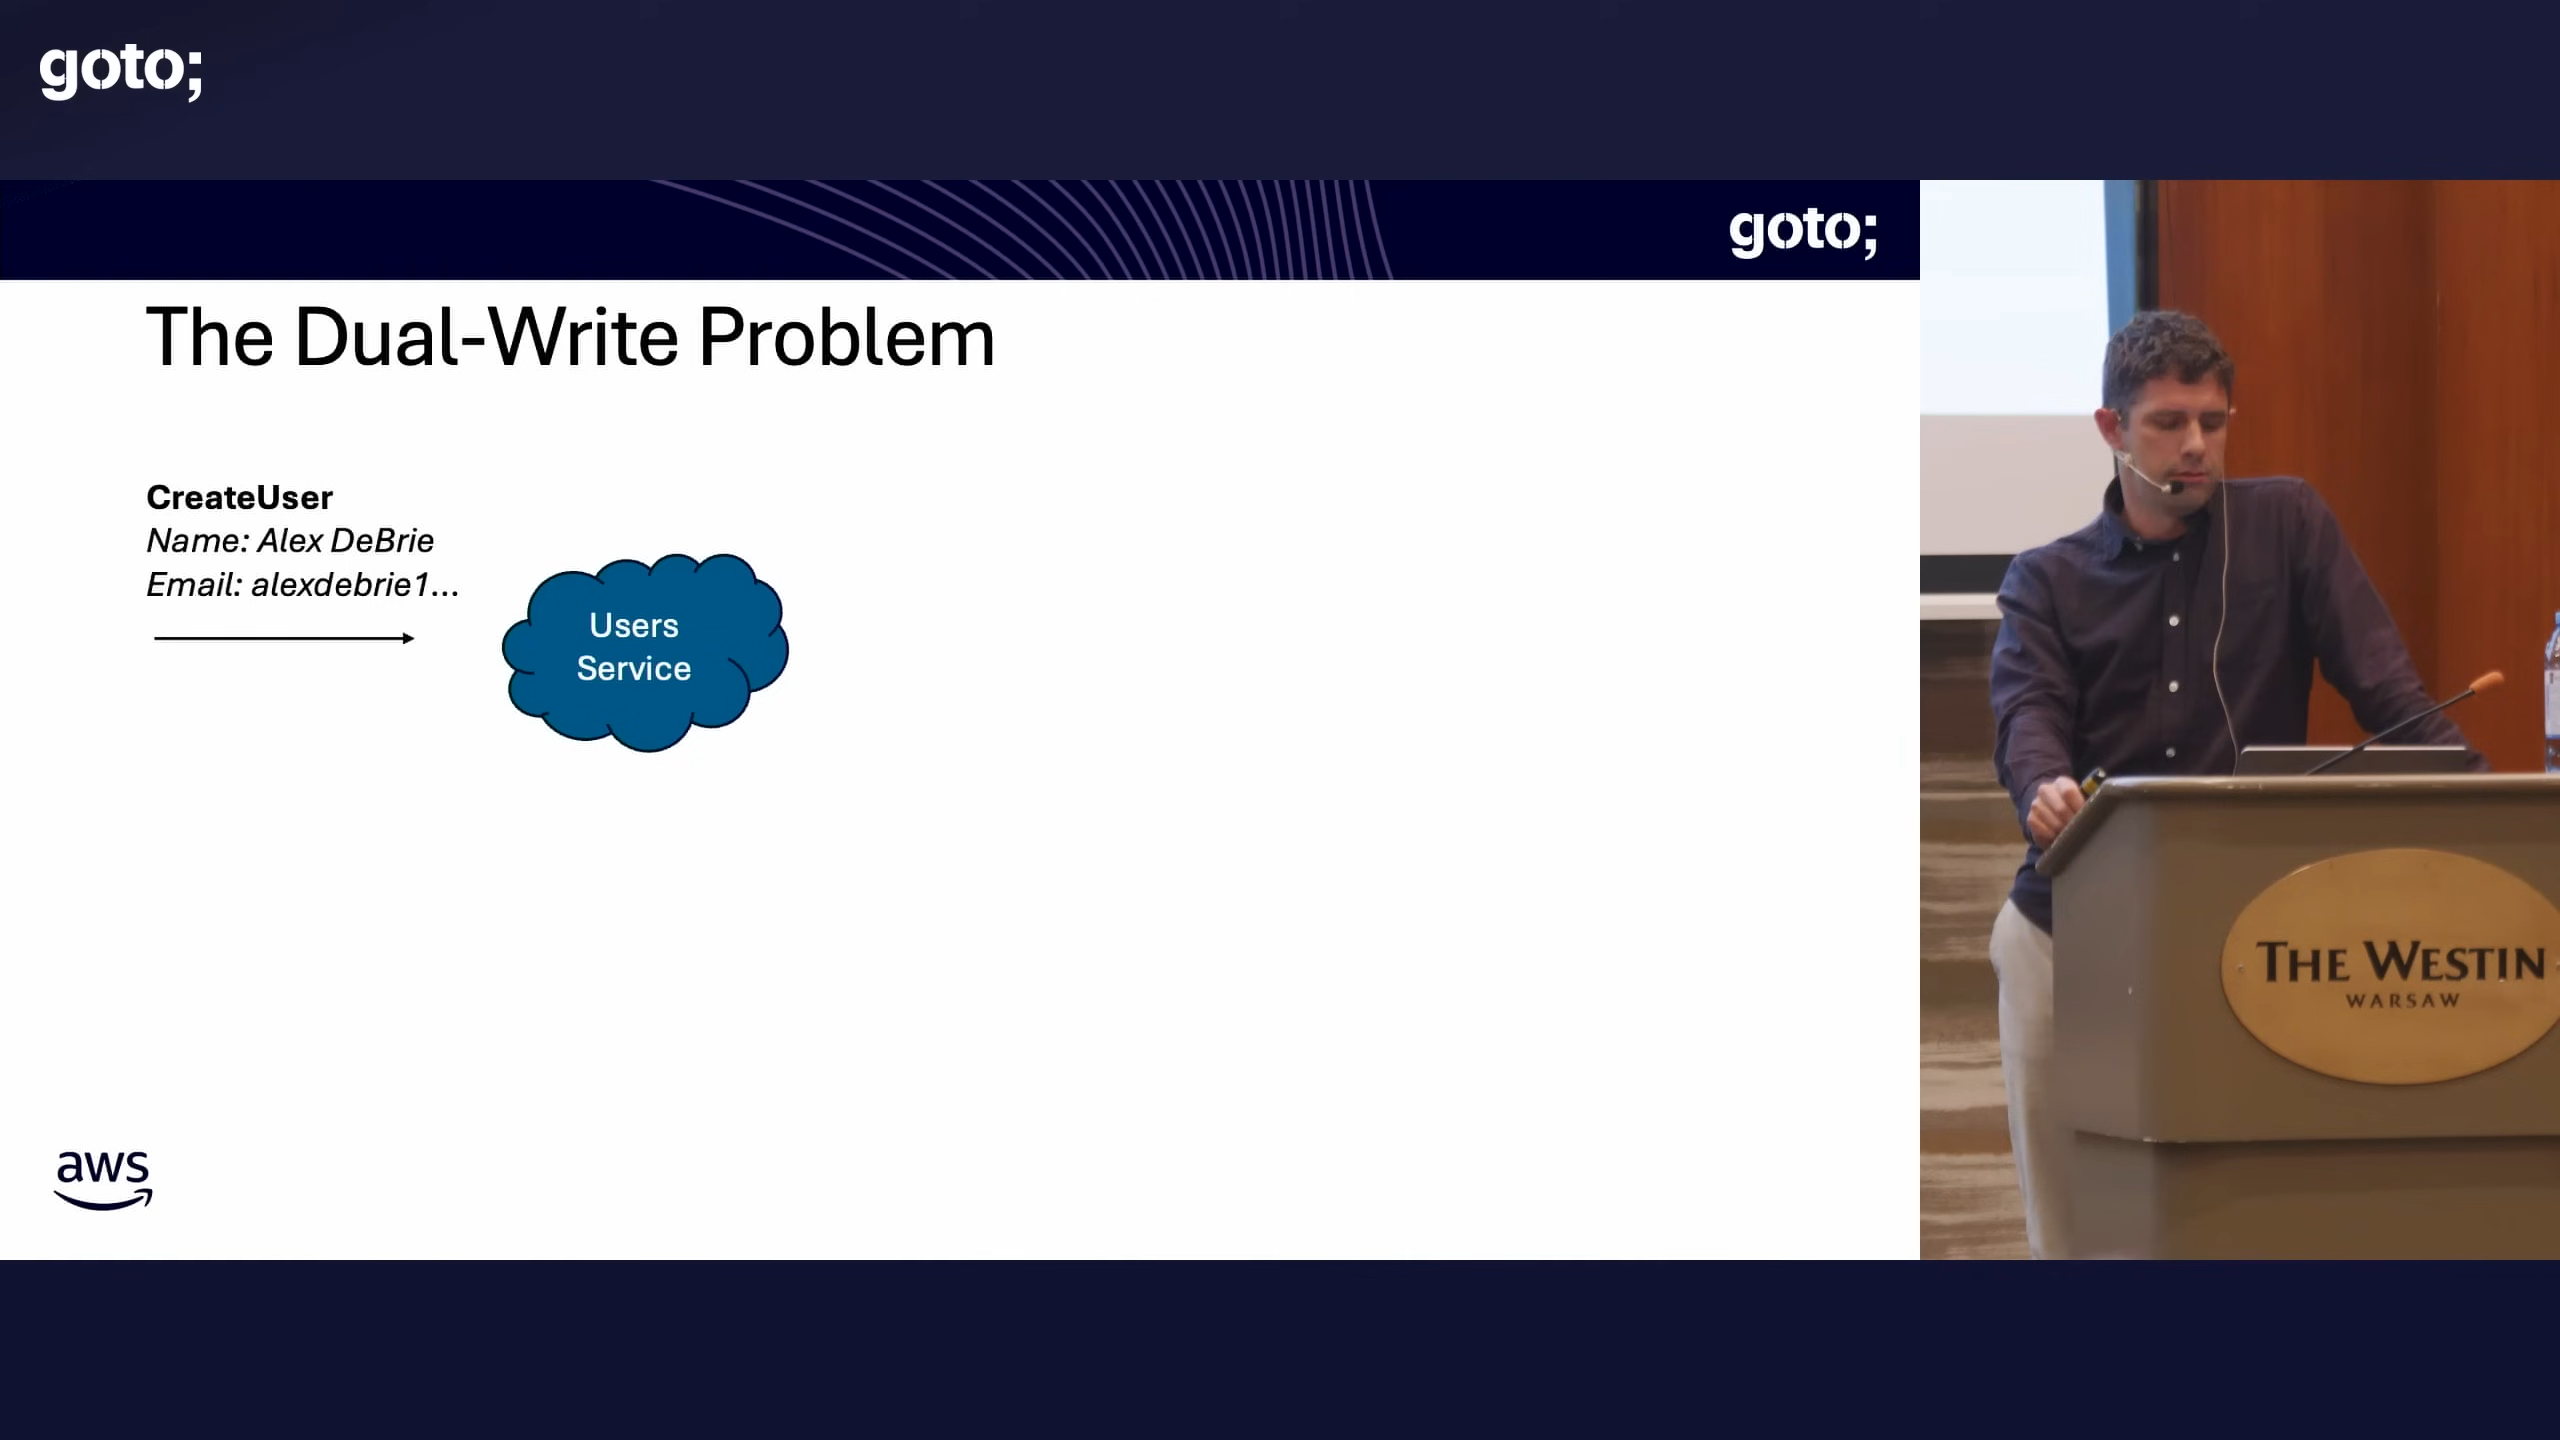 goto;
goto;
The Dual-Write Problem
CreateUser
Name: Alex DeBrie
Email: alexdebrie1...
Users
Service
aws
THE WESTIN
WARSAW